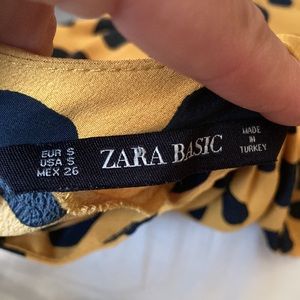 EUR S
USA S
MEX 26
ZARA BASIC
MADE
IN
TURKEY